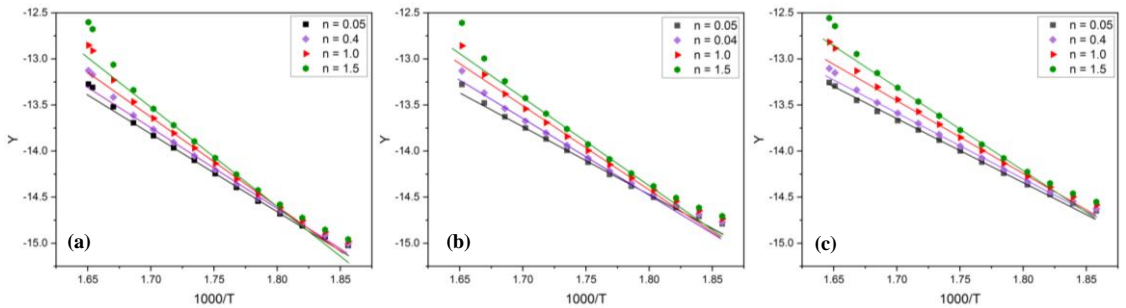 -12.5
-13.0
-13.5
-14.0
-14.5
-15.0
Y
n = 0.05
n = 0.4
n = 1.0
n = 1.5
(a)
1.65 1.70 1.75 1.80 1.85
1000/T
-12.5
-13.0
-13.5
-14.0
-14.5
-15.0
Y
n = 0.05
n = 0.04
n = 1.0
n = 1.5
(b)
1.65 1.70 1.75 1.80 1.85
1000/T
-12.5
-13.0
-13.5
-14.0
-14.5
-15.0
Y
n = 0.05
n = 0.4
n = 1.0
n = 1.5
(c)
1.65 1.70 1.75 1.80 1.85
1000/T